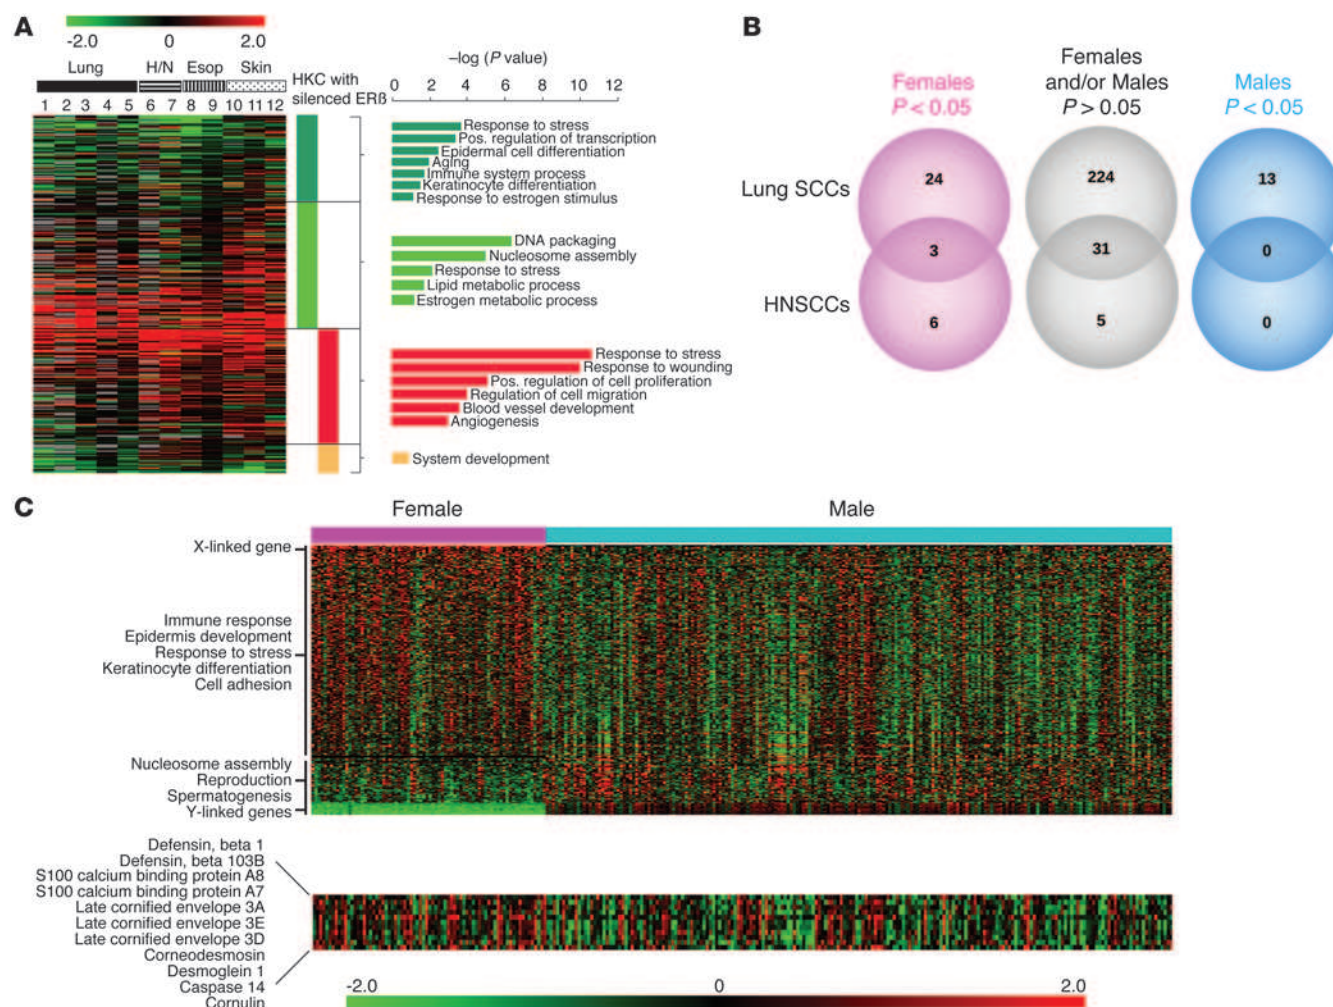 A
-2.0 0 2.0
Lung H/N Esop Skin
1 2 3 4 5 6 7 8 9 10 11 12
HKC with
silenced ERß
–log (P value)
0 2 4 6 8 10 12
Response to stress
Pos. regulation of transcription
Epidermal cell differentiation
Aging
Immune system process
Keratinocyte differentiation
Response to estrogen stimulus
DNA packaging
Nucleosome assembly
Response to stress
Lipid metabolic process
Estrogen metabolic process
Response to stress
Response to wounding
Pos. regulation of cell proliferation
Regulation of cell migration
Blood vessel development
Angiogenesis
System development
B
Females
P < 0.05
Females
and/or Males
P > 0.05
Males
P < 0.05
Lung SCCs
24 224 13
3 31 0
HNSCCs
6 5 0
C
Female Male
X-linked gene
Immune response
Epidermis development
Response to stress
Keratinocyte differentiation
Cell adhesion
Nucleosome assembly
Reproduction
Spermatogenesis
Y-linked genes
Defensin, beta 1
Defensin, beta 103B
S100 calcium binding protein A8
S100 calcium binding protein A7
Late cornified envelope 3A
Late cornified envelope 3E
Late cornified envelope 3D
Corneodesmosin
Desmoglein 1
Caspase 14
Cornulin
-2.0 0 2.0